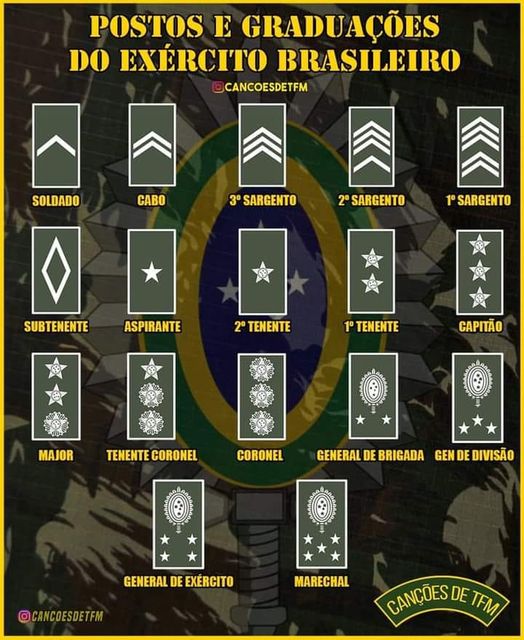 POSTOS E GRADUAÇÕES
DO EXÉRCITO BRASILEIRO
@CANCOESDETFM
SOLDADO
CABO
3º SARGENTO
2º SARGENTO
1º SARGENTO
SUBTENENTE
ASPIRANTE
2º TENENTE
1º TENENTE
CAPITÃO
MAJOR
TENENTE CORONEL
CORONEL
GENERAL DE BRIGADA
GEN DE DIVISÃO
GENERAL DE EXÉRCITO
MARECHAL
@CANCOESDETFM
CANÇÕES DE TFM